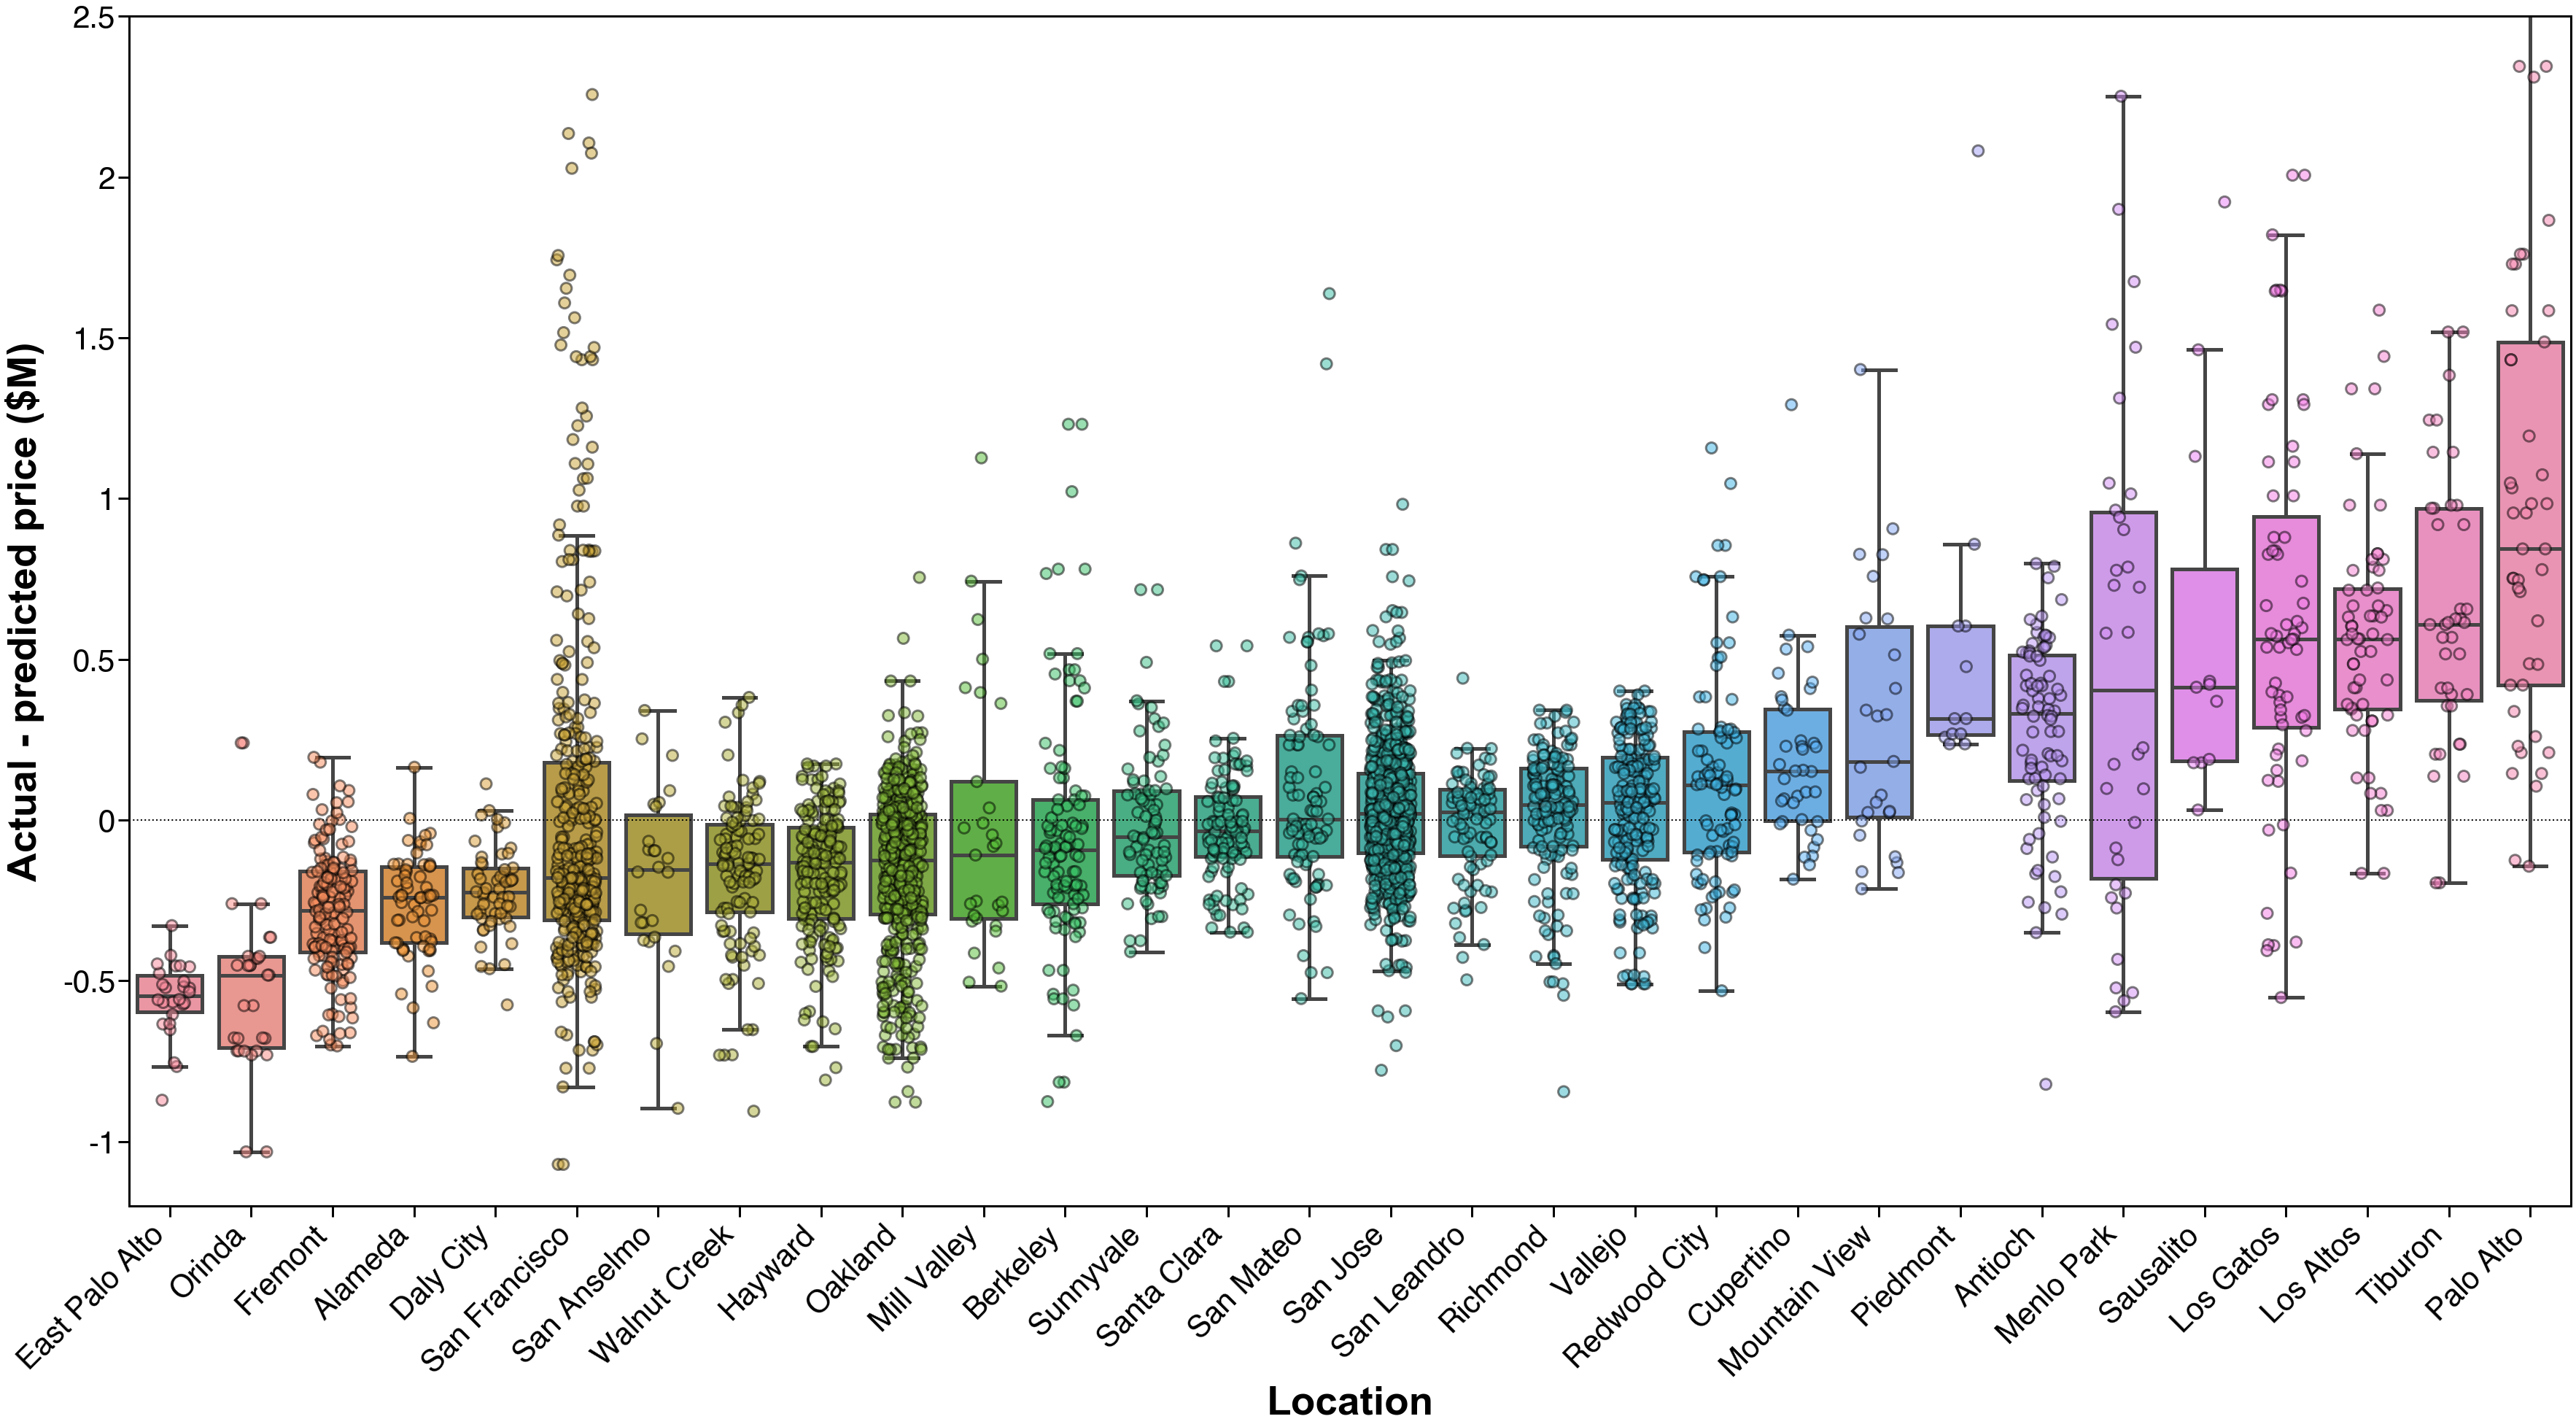 Actual - predicted price ($M)
2.5
2
1.5
1
0.5
0
-0.5
-1
East Palo Alto
Orinda
Fremont
Alameda
Daly City
San Francisco
San Anselmo
Walnut Creek
Hayward
Oakland
Mill Valley
Berkeley
Sunnyvale
Santa Clara
San Mateo
San Jose
San Leandro
Richmond
Vallejo
Redwood City
Cupertino
Mountain View
Piedmont
Antioch
Menlo Park
Sausalito
Los Gatos
Los Altos
Tiburon
Palo Alto
Location